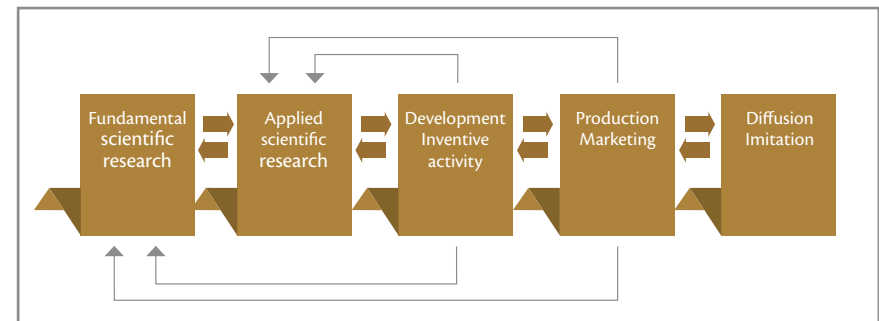 Fundamental
scientific
research
Applied
scientific
research
Development
Inventive
activity
Production
Marketing
Diffusion
Imitation